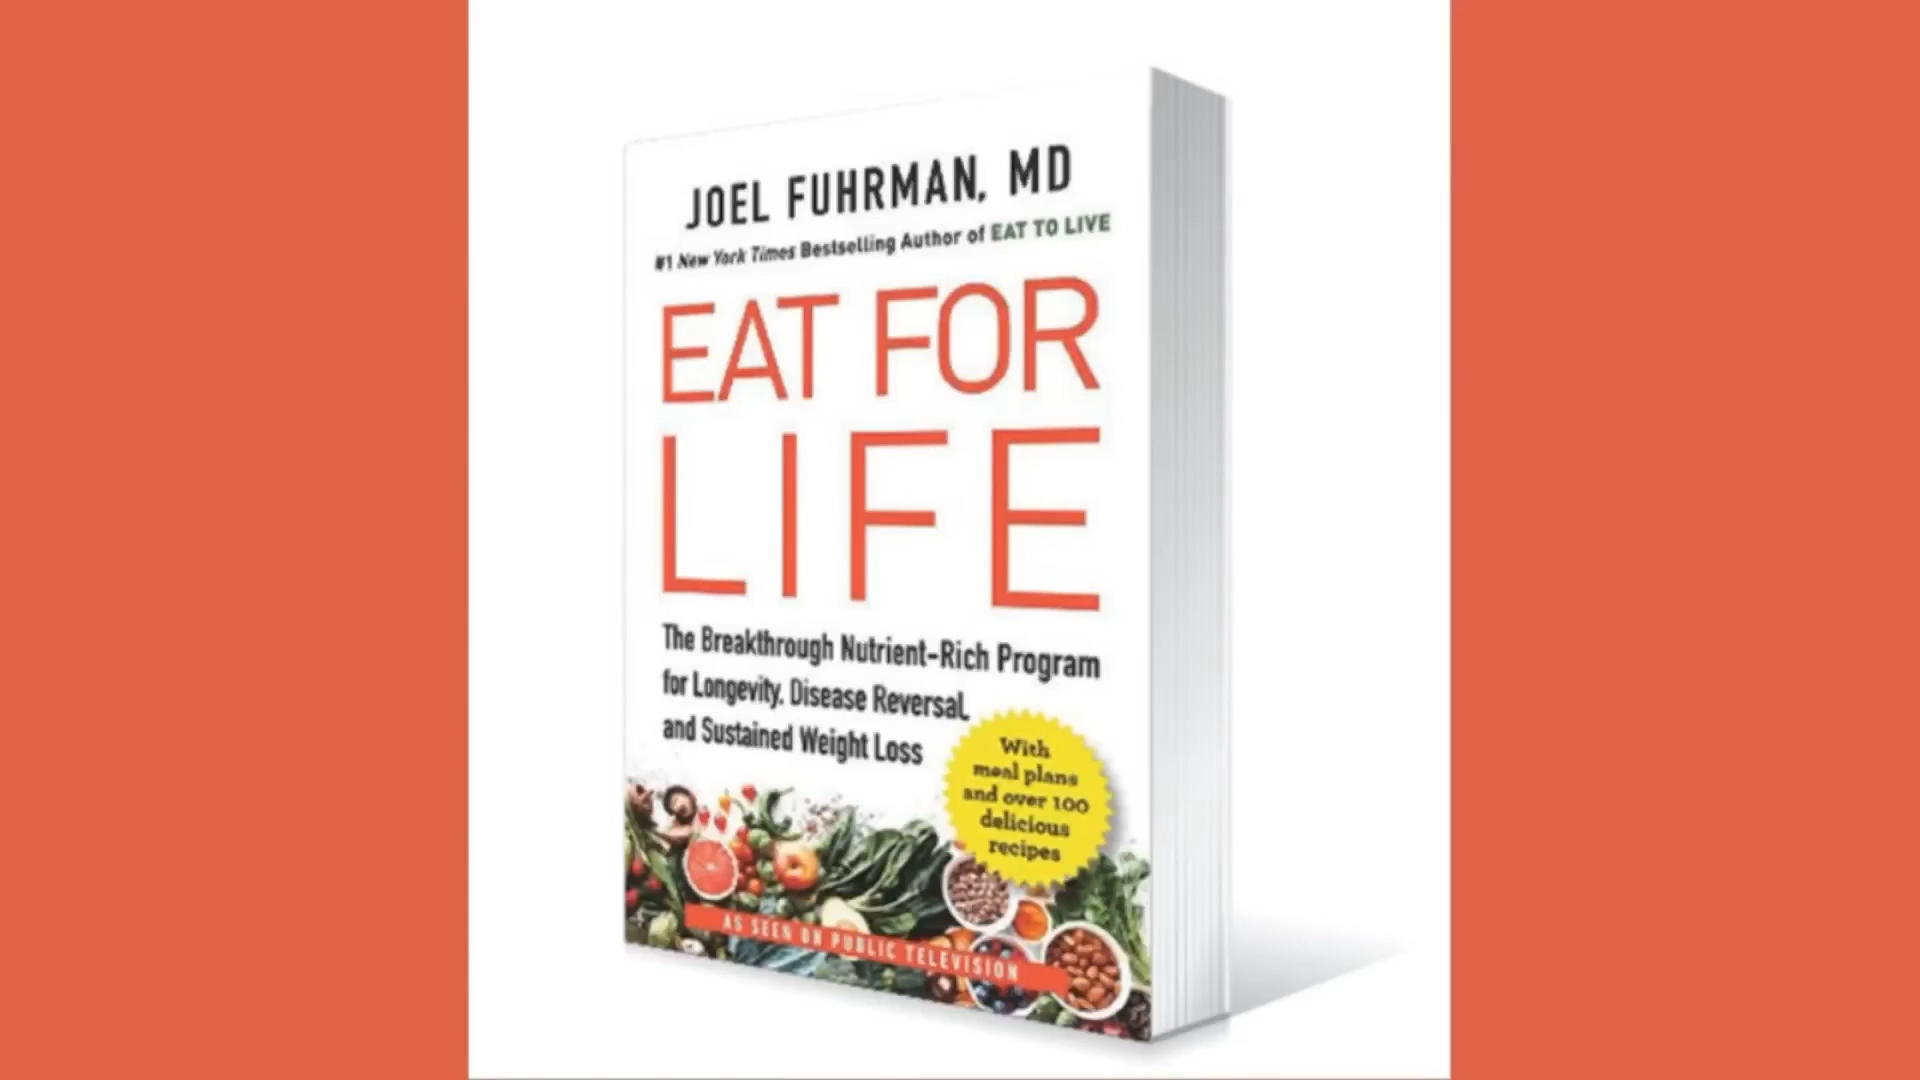 JOEL FUHRMAN, MD
#1 New York Times Bestselling Author of EAT TO LIVE
EAT FOR
LIFE
The Breakthrough Nutrient-Rich Program
for Longevity, Disease Reversal,
and Sustained Weight Loss
With
meal plans
and over 100
delicious
recipes
AS SEEN ON PUBLIC TELEVISION